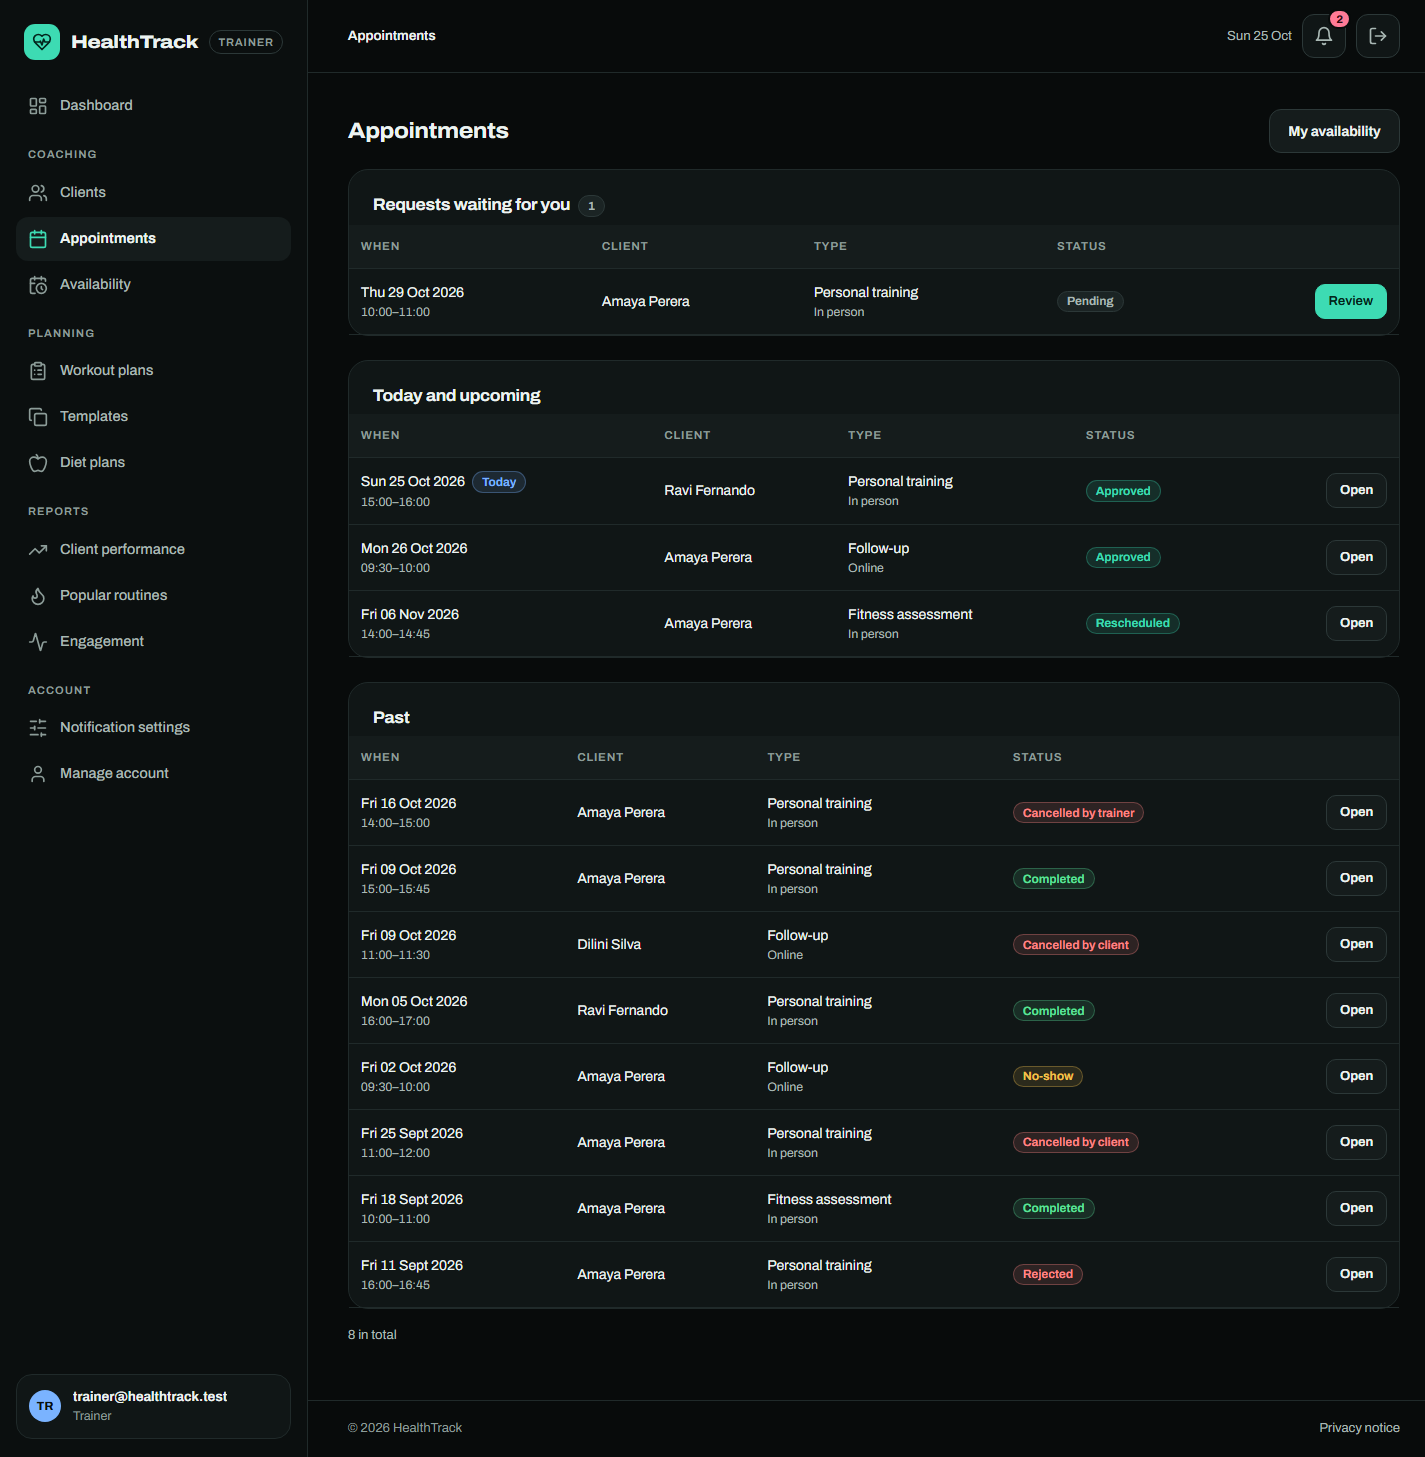 HealthTrack TRAINER
Dashboard
COACHING
Clients
Appointments
Availability
PLANNING
Workout plans
Templates
Diet plans
REPORTS
Client performance
Popular routines
Engagement
ACCOUNT
Notification settings
Manage account
TR
trainer@healthtrack.test
Trainer
Appointments
Sun 25 Oct
2
Appointments
My availability
Requests waiting for you 1
WHEN CLIENT TYPE STATUS
Thu 29 Oct 2026
10:00–11:00
Amaya Perera
Personal training
In person
Pending
Review
Today and upcoming
WHEN CLIENT TYPE STATUS
Sun 25 Oct 2026 Today
15:00–16:00
Ravi Fernando
Personal training
In person
Approved
Open
Mon 26 Oct 2026
09:30–10:00
Amaya Perera
Follow-up
Online
Approved
Open
Fri 06 Nov 2026
14:00–14:45
Amaya Perera
Fitness assessment
In person
Rescheduled
Open
Past
WHEN CLIENT TYPE STATUS
Fri 16 Oct 2026
14:00–15:00
Amaya Perera
Personal training
In person
Cancelled by trainer
Open
Fri 09 Oct 2026
15:00–15:45
Amaya Perera
Personal training
In person
Completed
Open
Fri 09 Oct 2026
11:00–11:30
Dilini Silva
Follow-up
Online
Cancelled by client
Open
Mon 05 Oct 2026
16:00–17:00
Ravi Fernando
Personal training
In person
Completed
Open
Fri 02 Oct 2026
09:30–10:00
Amaya Perera
Follow-up
Online
No-show
Open
Fri 25 Sept 2026
11:00–12:00
Amaya Perera
Personal training
In person
Cancelled by client
Open
Fri 18 Sept 2026
10:00–11:00
Amaya Perera
Fitness assessment
In person
Completed
Open
Fri 11 Sept 2026
16:00–16:45
Amaya Perera
Personal training
In person
Rejected
Open
8 in total
© 2026 HealthTrack
Privacy notice